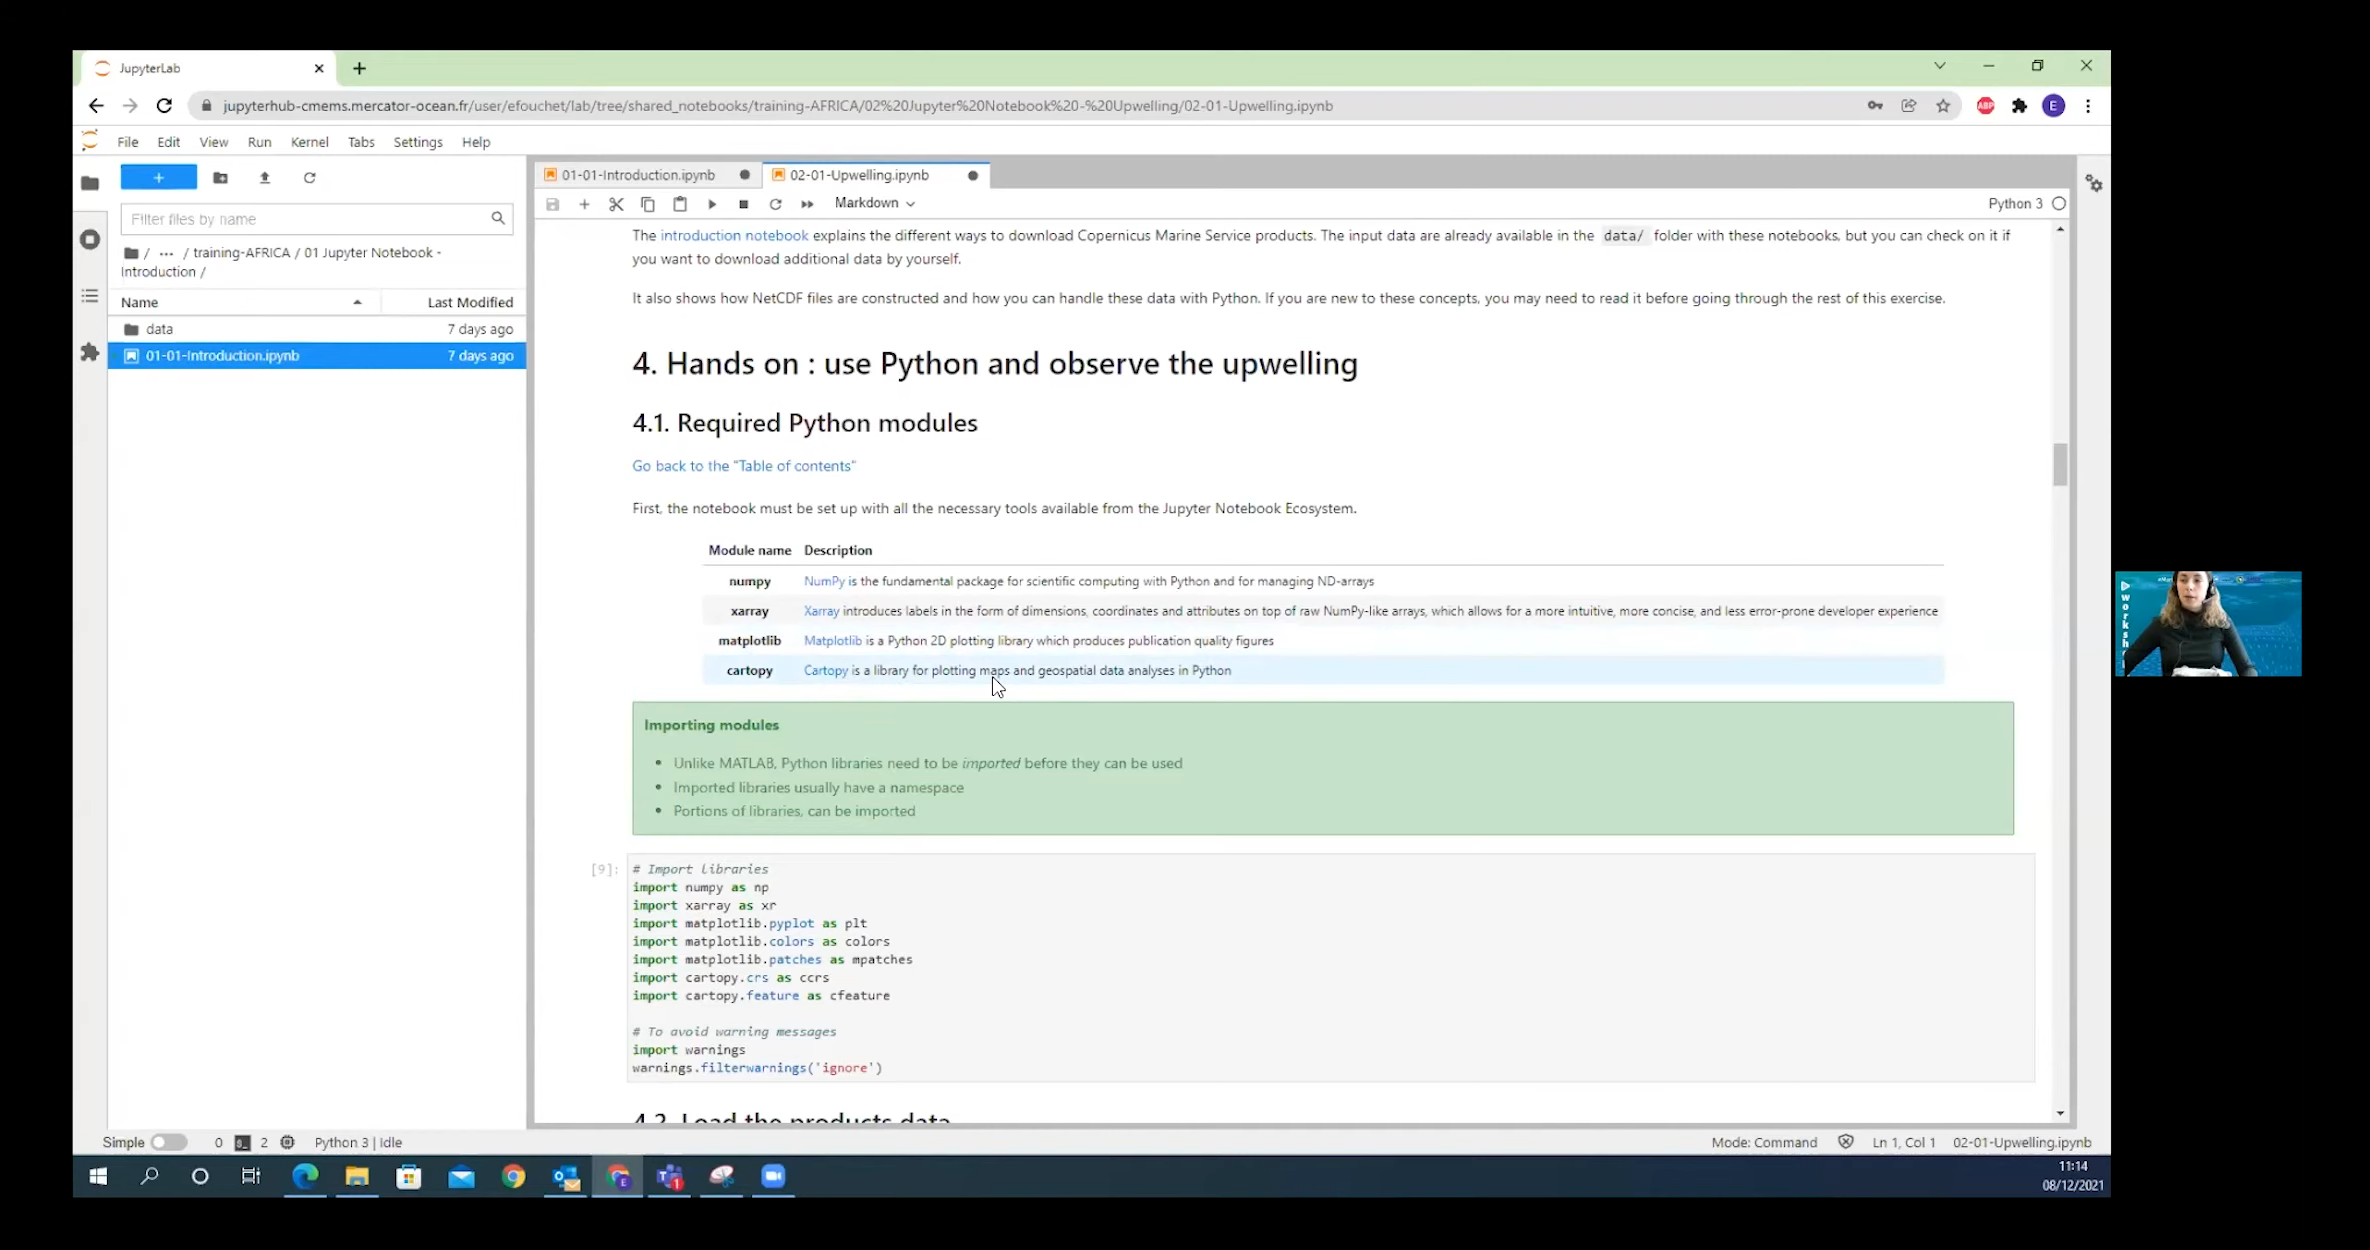 JupyterLab
jupyterhub-cmems.mercator-ocean.fr/user/efouchet/lab/tree/shared_notebooks/training-AFRICA/02%20Jupyter%20Notebook%20-%20Upwelling/02-01-Upwelling.ipynb
ABP
E
File Edit View Run Kernel Tabs Settings Help
Filter files by name
/ ··· / training-AFRICA / 01 Jupyter Notebook -
Introduction /
Name Last Modified
data 7 days ago
01-01-Introduction.ipynb 7 days ago
01-01-Introduction.ipynb 02-01-Upwelling.ipynb
Markdown
Python 3
The introduction notebook explains the different ways to download Copernicus Marine Service products. The input data are already available in the data/ folder with these notebooks, but you can check on it if
you want to download additional data by yourself.
It also shows how NetCDF files are constructed and how you can handle these data with Python. If you are new to these concepts, you may need to read it before going through the rest of this exercise.
4. Hands on : use Python and observe the upwelling
4.1. Required Python modules
Go back to the "Table of contents"
First, the notebook must be set up with all the necessary tools available from the Jupyter Notebook Ecosystem.
Module name Description
numpy NumPy is the fundamental package for scientific computing with Python and for managing ND-arrays
xarray Xarray introduces labels in the form of dimensions, coordinates and attributes on top of raw NumPy-like arrays, which allows for a more intuitive, more concise, and less error-prone developer experience
matplotlib Matplotlib is a Python 2D plotting library which produces publication quality figures
cartopy Cartopy is a library for plotting maps and geospatial data analyses in Python
Importing modules
• Unlike MATLAB, Python libraries need to be imported before they can be used
• Imported libraries usually have a namespace
• Portions of libraries, can be imported
[9]: # Import libraries
import numpy as np
import xarray as xr
import matplotlib.pyplot as plt
import matplotlib.colors as colors
import matplotlib.patches as mpatches
import cartopy.crs as ccrs
import cartopy.feature as cfeature
# To avoid warning messages
import warnings
warnings.filterwarnings('ignore')
4.2. Load the products data
Simple 0 2 Python 3 | Idle
Mode: Command Ln 1, Col 1 02-01-Upwelling.ipynb
11:14
08/12/2021